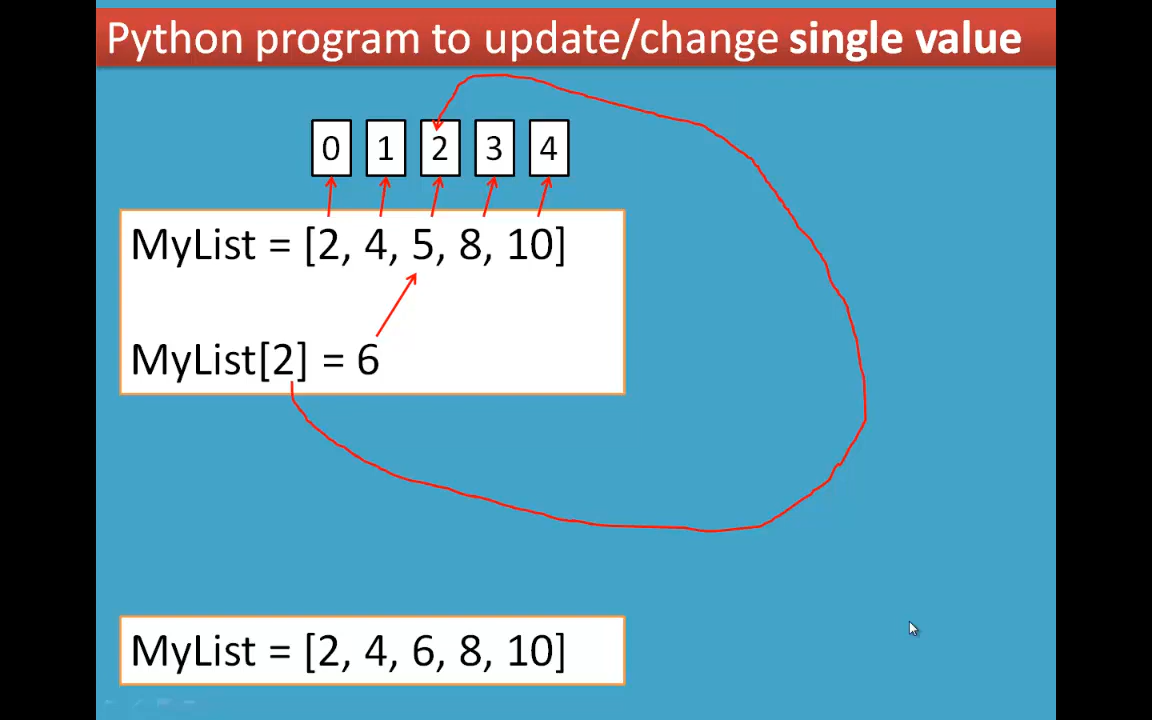 Python program to update/change single value
0 1 2 3 4
MyList = [2, 4, 5, 8, 10]
MyList[2] = 6
MyList = [2, 4, 6, 8, 10]